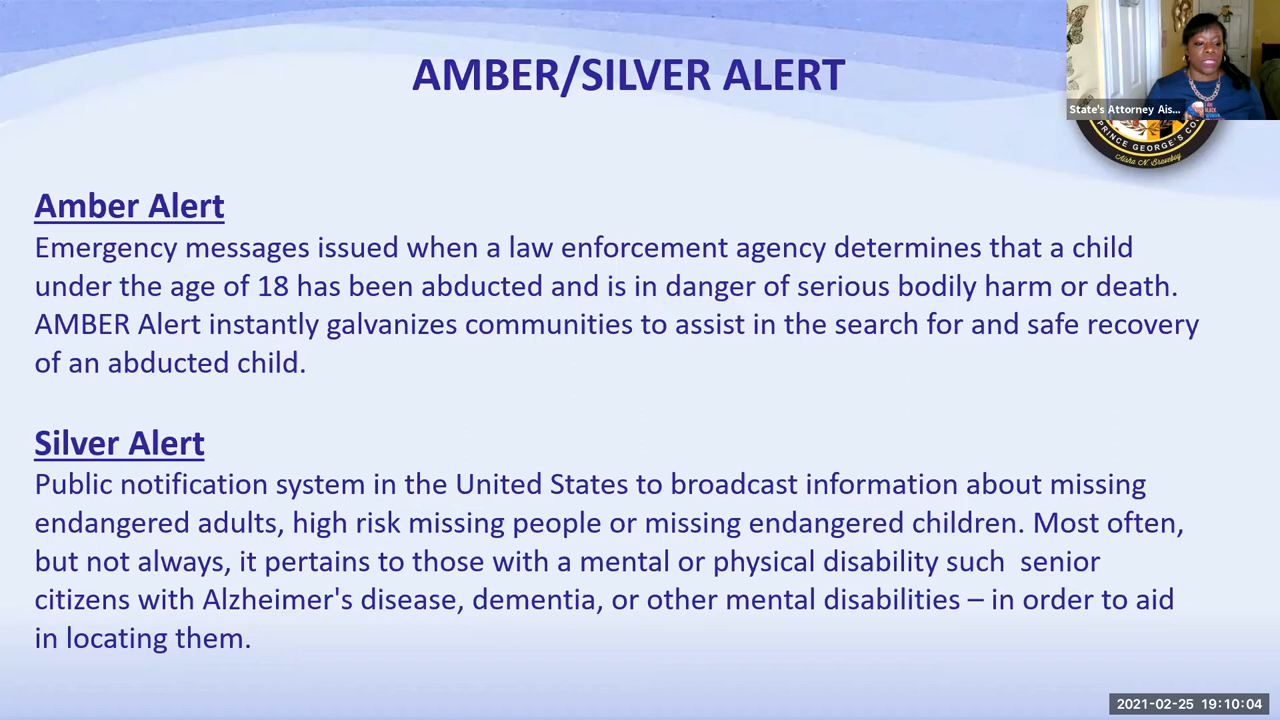 AMBER/SILVER ALERT
State's Attorney Ais...
PRINCE GEORGE'S CO
Aisha N. Braveboy
Amber Alert
Emergency messages issued when a law enforcement agency determines that a child
under the age of 18 has been abducted and is in danger of serious bodily harm or death.
AMBER Alert instantly galvanizes communities to assist in the search for and safe recovery
of an abducted child.
Silver Alert
Public notification system in the United States to broadcast information about missing
endangered adults, high risk missing people or missing endangered children. Most often,
but not always, it pertains to those with a mental or physical disability such  senior
citizens with Alzheimer's disease, dementia, or other mental disabilities – in order to aid
in locating them.
2021-02-25 19:10:04